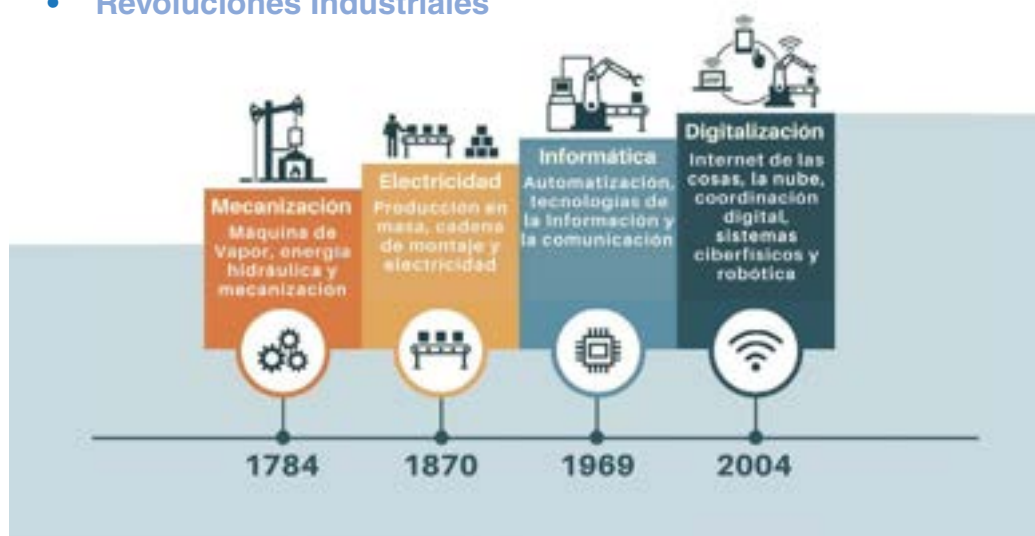 • Revoluciones Industriales
Mecanización
Máquina de
Vapor, energía
hidráulica y
mecanización
Electricidad
Producción en
masa, cadena
de montaje y
electricidad
Informática
Automatización,
tecnologías de
la Información y
la comunicación
Digitalización
Internet de las
cosas, la nube,
coordinación
digital,
sistemas
ciberfísicos y
robótica
1784
1870
1969
2004